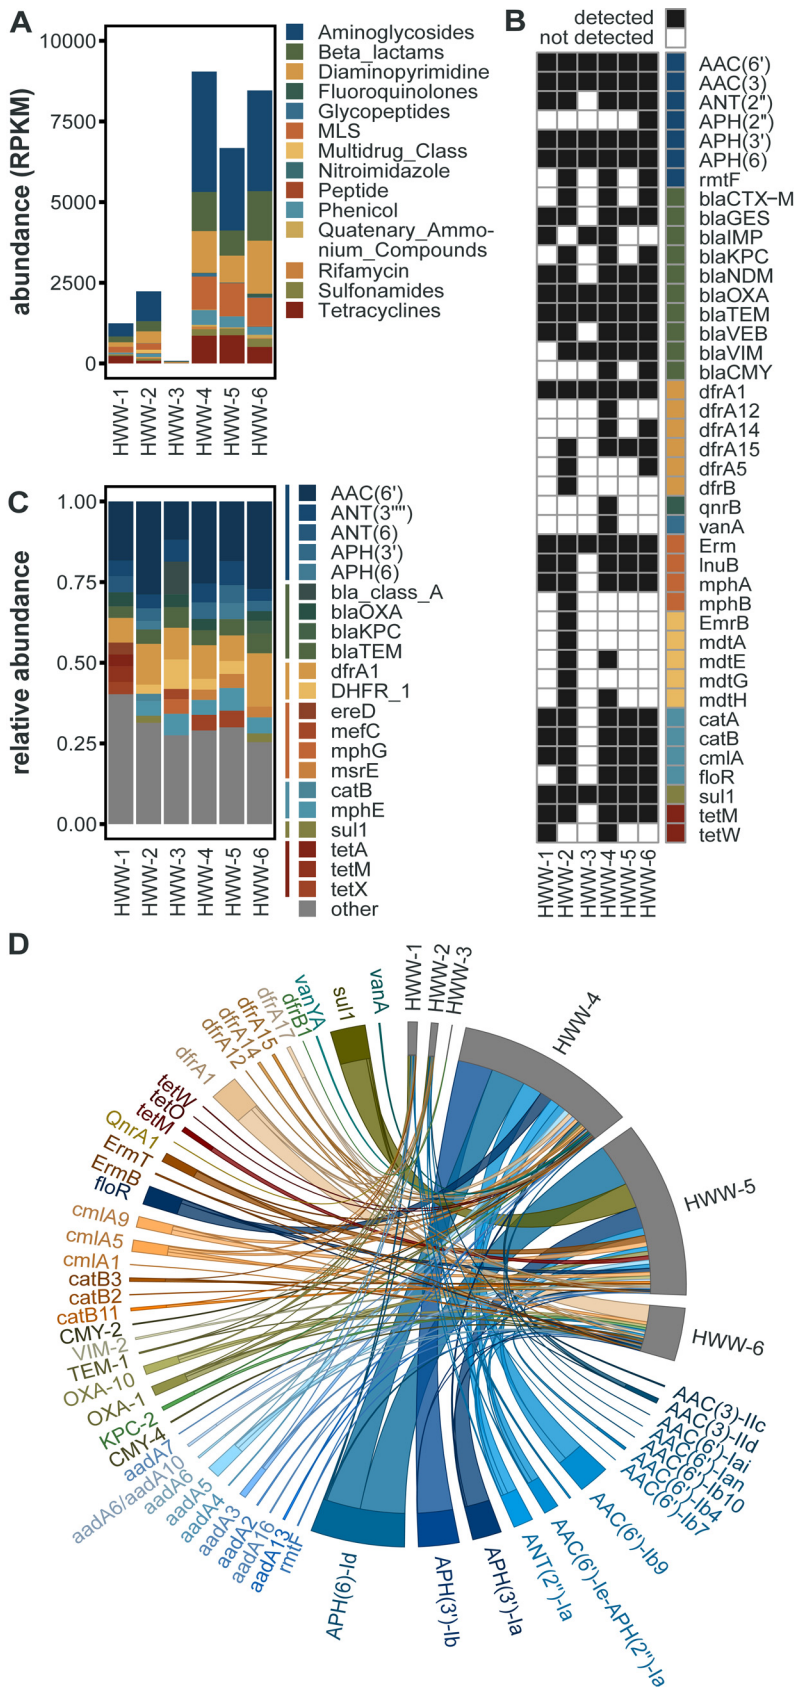 A
abundance (RPKM)
10000
7500
5000
2500
0
HWW-1
HWW-2
HWW-3
HWW-4
HWW-5
HWW-6
Aminoglycosides
Beta_lactams
Diaminopyrimidine
Fluoroquinolones
Glycopeptides
MLS
Multidrug_Class
Nitroimidazole
Peptide
Phenicol
Quatenary_Ammo-
nium_Compounds
Rifamycin
Sulfonamides
Tetracyclines
B
detected
not detected
AAC(6')
AAC(3)
ANT(2")
APH(2")
APH(3')
APH(6)
rmtF
blaCTX-M
blaGES
blaIMP
blaKPC
blaNDM
blaOXA
blaTEM
blaVEB
blaVIM
blaCMY
dfrA1
dfrA12
dfrA14
dfrA15
dfrA5
dfrB
qnrB
vanA
Erm
lnuB
mphA
mphB
EmrB
mdtA
mdtE
mdtG
mdtH
catA
catB
cmlA
floR
sul1
tetM
tetW
HWW-1
HWW-2
HWW-3
HWW-4
HWW-5
HWW-6
C
relative abundance
1.00
0.75
0.50
0.25
0.00
HWW-1
HWW-2
HWW-3
HWW-4
HWW-5
HWW-6
AAC(6')
ANT(3"")
ANT(6)
APH(3')
APH(6)
bla_class_A
blaOXA
blaKPC
blaTEM
dfrA1
DHFR_1
ereD
mefC
mphG
msrE
catB
mphE
sul1
tetA
tetM
tetX
other
D
HWW-1
HWW-2
HWW-3
HWW-4
HWW-5
HWW-6
AAC(3)-IIc
AAC(3)-IId
AAC(6')-Iai
AAC(6')-Ian
AAC(6')-Ib10
AAC(6')-Ib4
AAC(6')-Ib7
AAC(6')-Ib9
AAC(6')-Ie-APH(2")-Ia
ANT(2")-Ia
APH(3')-Ia
APH(3')-Ib
APH(6)-Id
rmtF
aadA13
aadA16
aadA2
aadA3
aadA4
aadA5
aadA6
aadA6/aadA10
aadA7
CMY-4
KPC-2
OXA-1
OXA-10
TEM-1
VIM-2
CMY-2
catB11
catB2
catB3
cmlA1
cmlA5
cmlA9
floR
ErmB
ErmT
QnrA1
tetM
tetO
tetW
dfrA1
dfrA12
dfrA14
dfrA15
dfrA17
dfrB1
vanYA
sul1
vanA